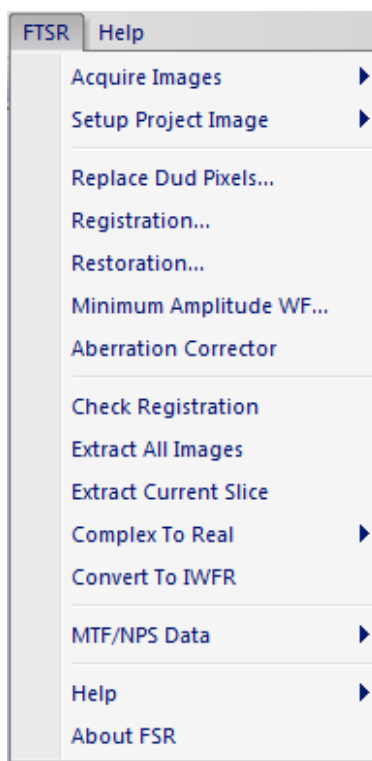 FTSR Help
Acquire Images
Setup Project Image
Replace Dud Pixels...
Registration...
Restoration...
Minimum Amplitude WF...
Aberration Corrector
Check Registration
Extract All Images
Extract Current Slice
Complex To Real
Convert To IWFR
MTF/NPS Data
Help
About FSR